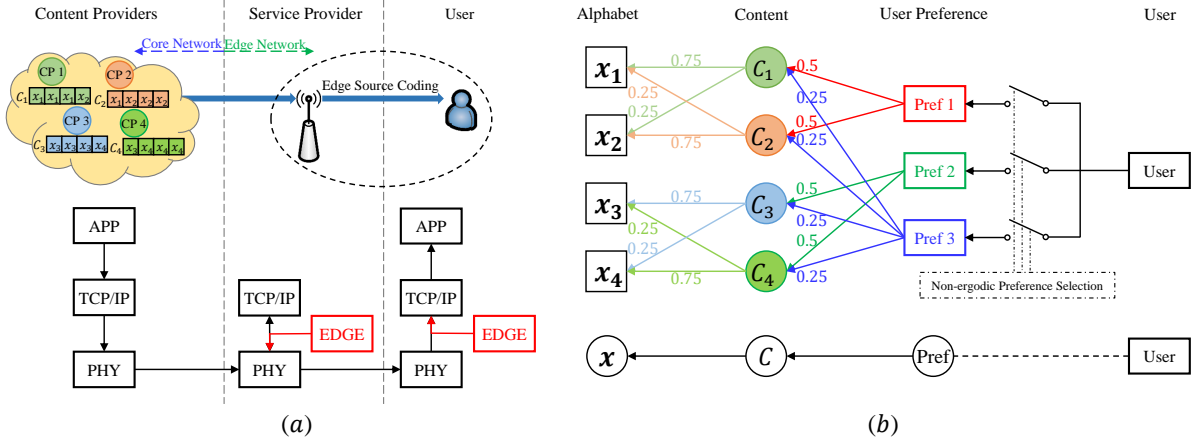 Content Providers
Service Provider
User
Core Network
Edge Network
CP 1
CP 2
C1 x1 x1 x1 x2
C2 x1 x2 x2 x2
CP 3
CP 4
C3 x3 x3 x3 x4
C4 x3 x4 x4 x4
Edge Source Coding
APP
TCP/IP
PHY
TCP/IP
EDGE
PHY
APP
TCP/IP
EDGE
PHY
(a)
Alphabet
Content
User Preference
User
x1
x2
x3
x4
0.75
0.25
0.25
0.75
0.75
0.25
0.25
0.75
C1
C2
C3
C4
0.5
0.25
0.5
0.25
0.5
0.25
0.5
0.25
Pref 1
Pref 2
Pref 3
User
Non-ergodic Preference Selection
x
C
Pref
User
(b)